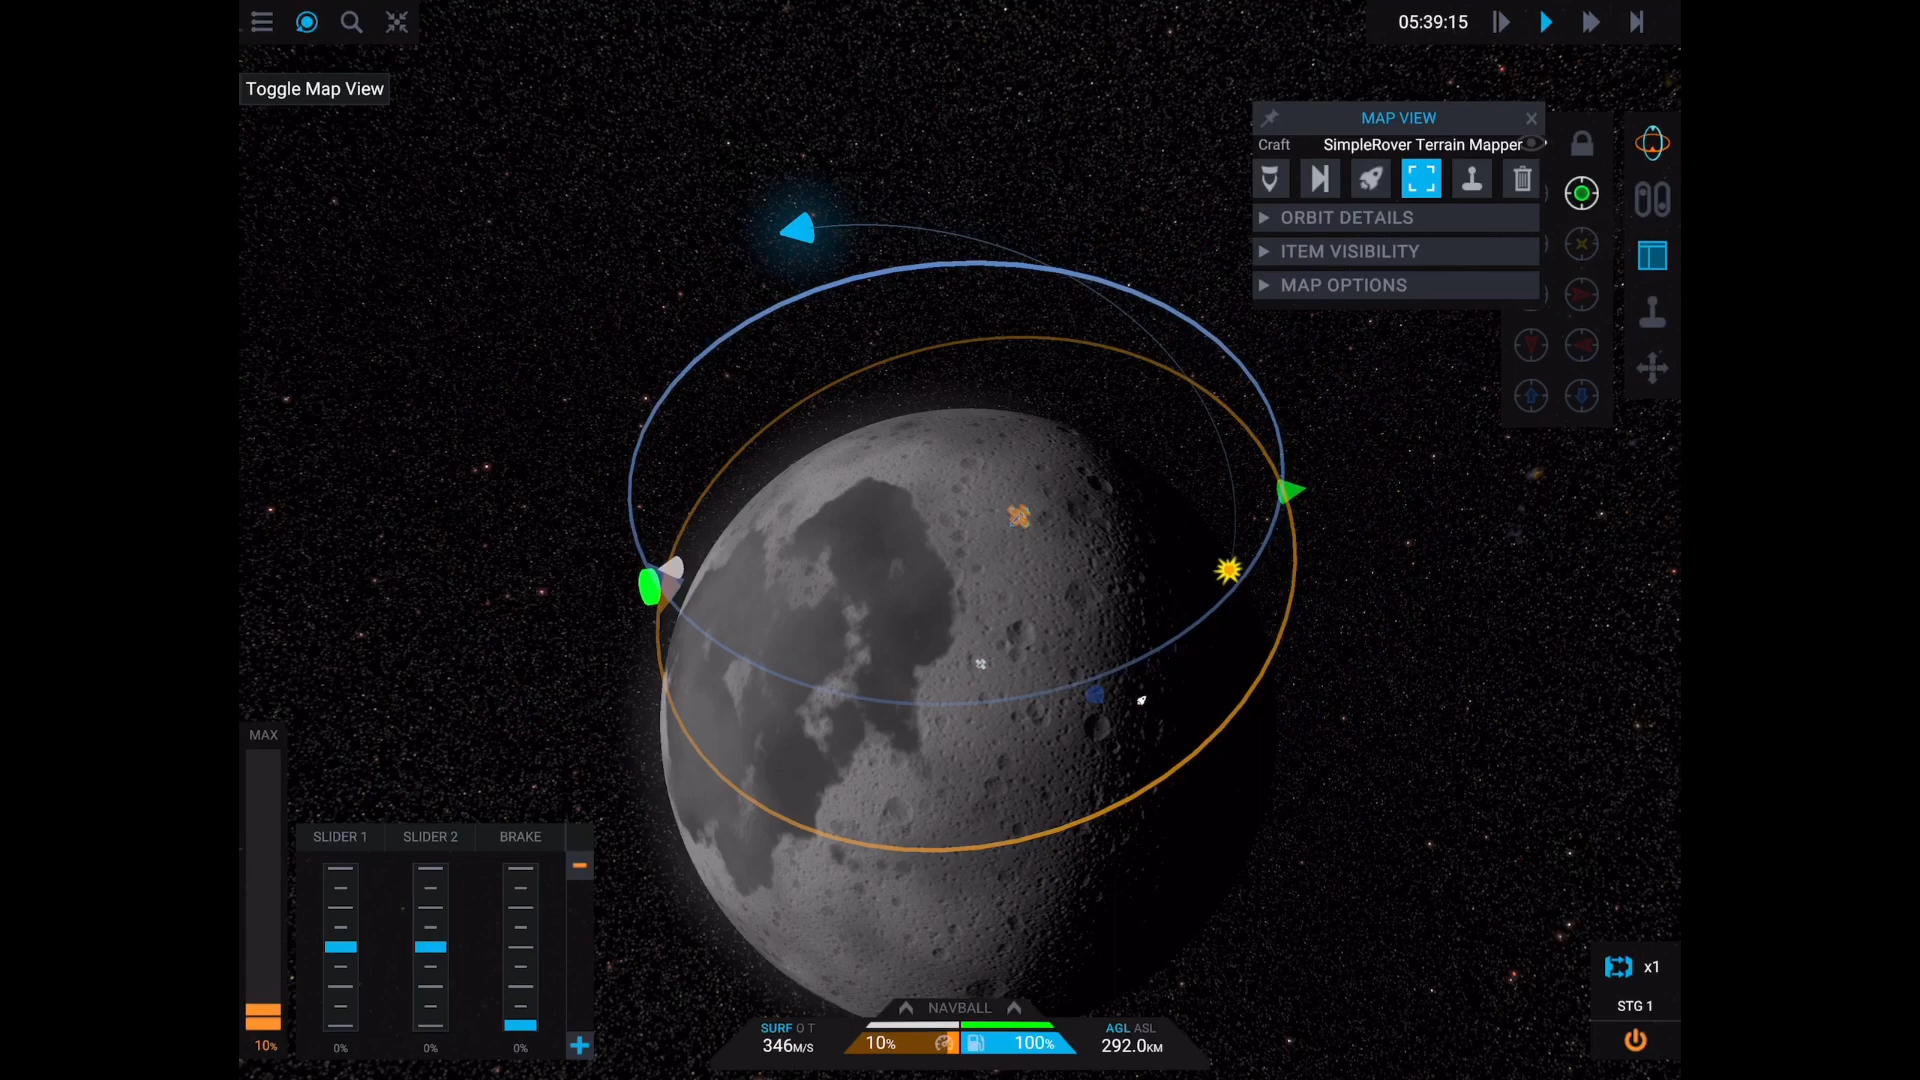 05:39:15
Toggle Map View
MAP VIEW
Craft SimpleRover Terrain Mapper
ORBIT DETAILS
ITEM VISIBILITY
MAP OPTIONS
MAX
10%
SLIDER 1 SLIDER 2 BRAKE
0% 0% 0%
NAVBALL
SURF O T
346M/S
10%
100%
AGL ASL
292.0KM
x1
STG 1